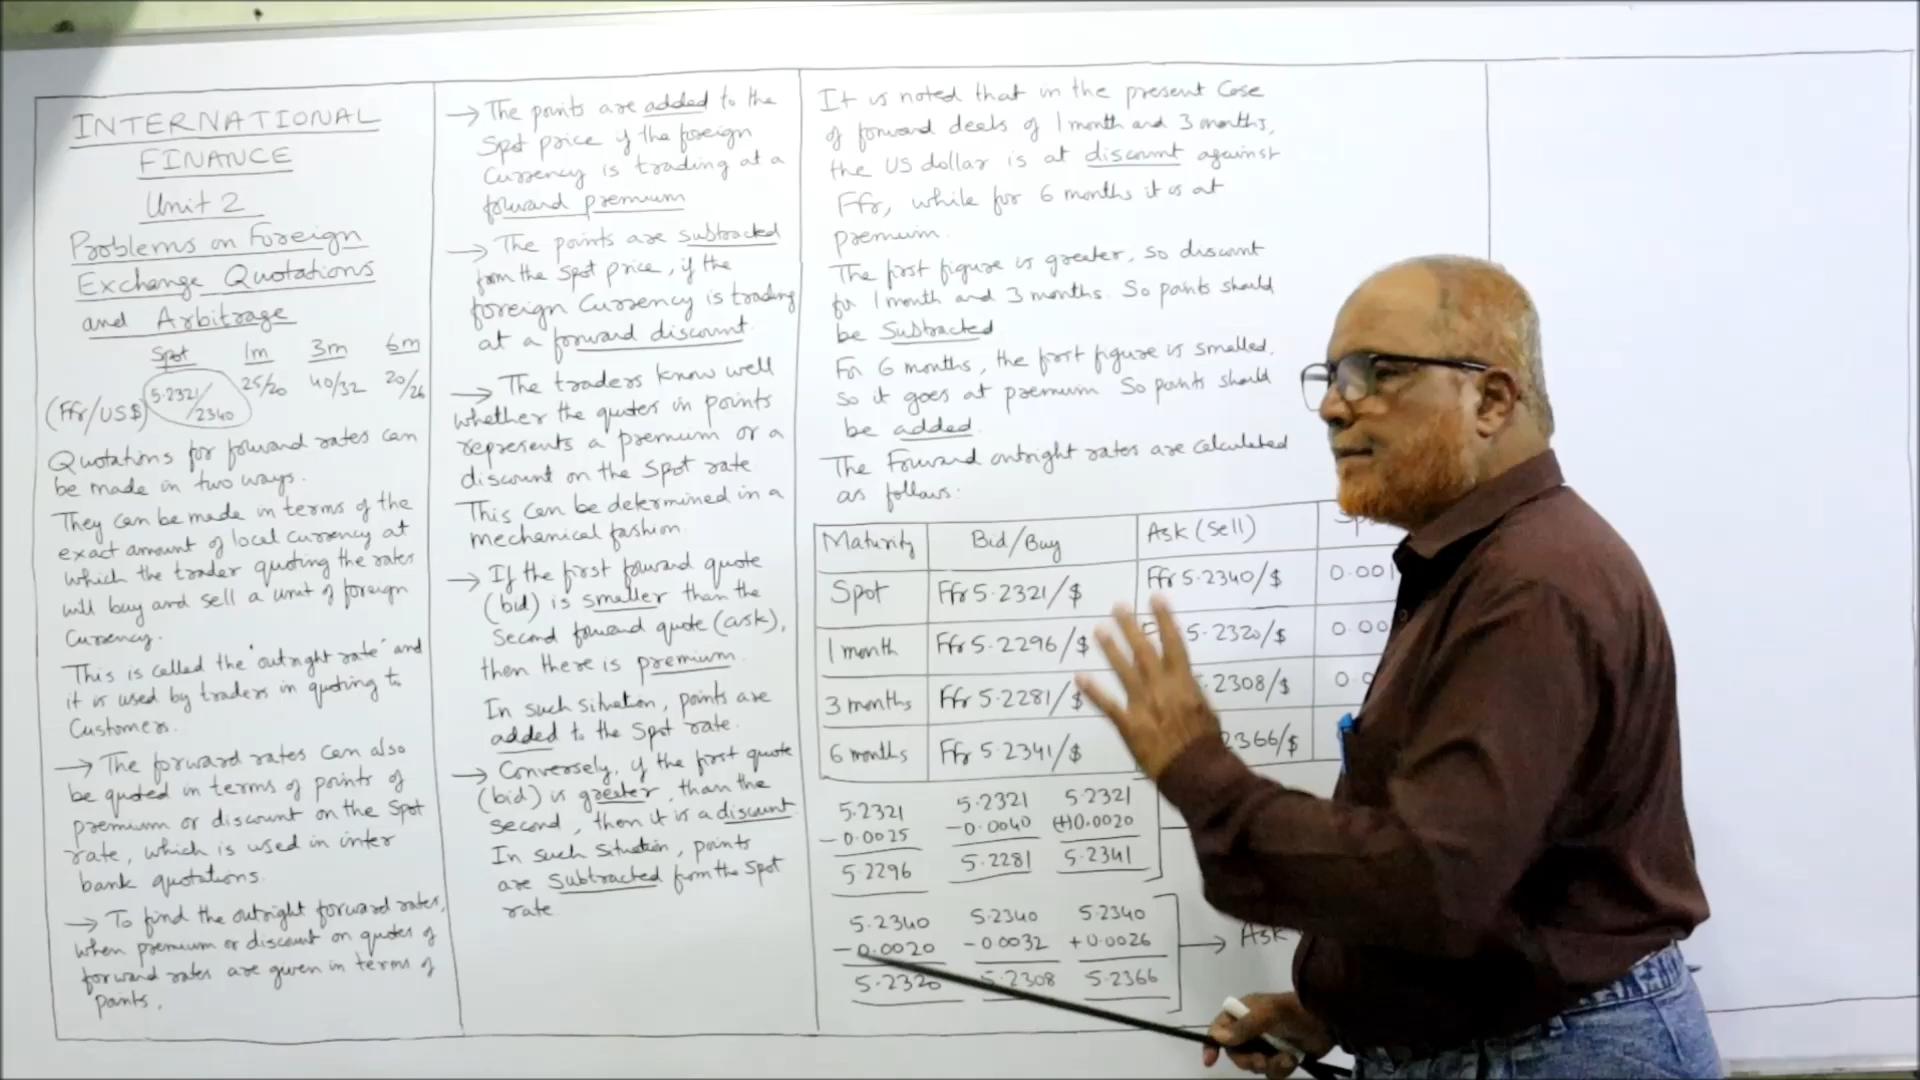 INTERNATIONAL
FINANCE
Unit 2
Problems on Foreign
Exchange Quotations
and Arbitrage
Spot 1m 3m 6m
(Ffr/US$) 5.2321/2340 25/20 40/32 20/26
Quotations for forward rates can
be made in two ways.
They can be made in terms of the
exact amount of local currency at
which the trader quoting the rates
will buy and sell a unit of foreign
Currency.
This is called the "outright rate" and
it is used by traders in quoting to
Customers.
→ The forward rates can also
be quoted in terms of points of
premium or discount on the Spot
rate, which is used in inter
bank quotations.
→ To find the outright forward rates,
when premium or discount on quotes of
forward rates are given in terms of
points.
→ The points are added to the
Spot price if the foreign
Currency is trading at a
forward premium
→ The points are subtracted
from the Spot price, if the
foreign Currency is trading
at a forward discount.
→ The traders know well
whether the quotes in points
represents a premium or a
discount on the Spot rate
This can be determined in a
mechanical fashion.
→ If the first forward quote
(bid) is smaller than the
Second forward quote (ask),
then there is premium.
In such situation, points are
added to the Spot rate.
→ Conversely, if the first quote
(bid) is greater, than the
second, then it is a discount.
In such Situation, points
are Subtracted from the Spot
rate
It is noted that in the present Case
of forward deals of 1 month and 3 months,
the US dollar is at discount against
Ffr, while for 6 months it is at
premium.
The first figure is greater, so discount
for 1 month and 3 months. So points should
be Subtracted
For 6 months, the first figure is smaller,
so it goes at premium So points should
be added.
The Forward outright rates are calculated
as follows:
Maturity Bid/Buy Ask (Sell)
Spot Ffr 5.2321/$ Ffr 5.2340/$ 0.001
1 month Ffr 5.2296/$ 5.2320/$ 0.00
3 months Ffr 5.2281/$ .2308/$ 0.0
6 months Ffr 5.2341/$ 2366/$
5.2321 5.2321 5.2321
-0.0025 -0.0040 (+)0.0020
5.2296 5.2281 5.2341
5.2340 5.2340 5.2340
-0.0020 -0.0032 +0.0026 → Ask
5.2320 5.2308 5.2366